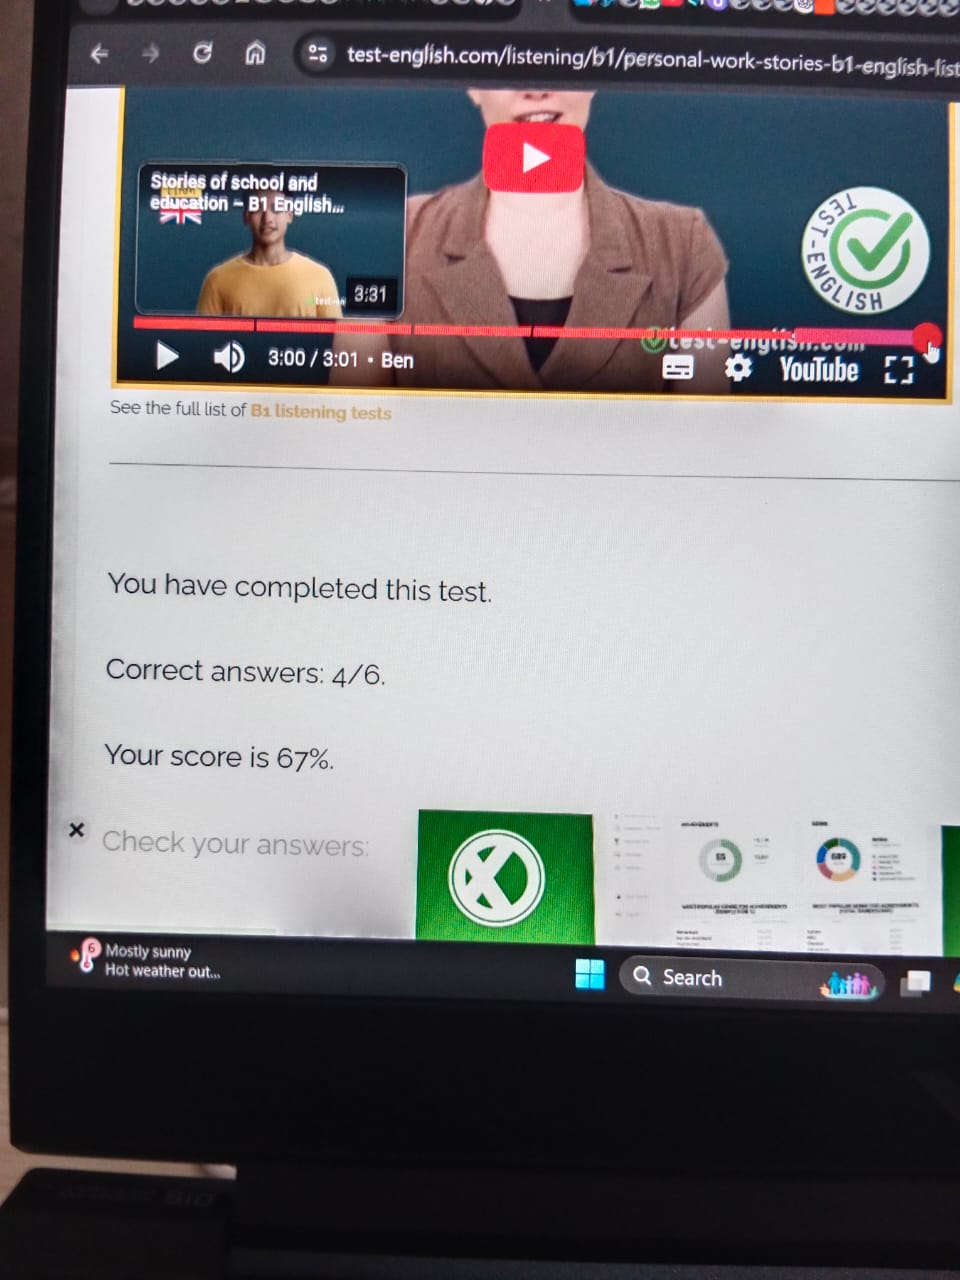 test-english.com/listening/b1/personal-work-stories-b1-english-list
Stories of school and
education – B1 English...
3:31
TEST-ENGLISH
test-english.com
3:00 / 3:01 • Ben
YouTube
See the full list of B1 listening tests
You have completed this test.
Correct answers: 4/6.
Your score is 67%.
Check your answers:
55
6
Mostly sunny
Hot weather out...
Search